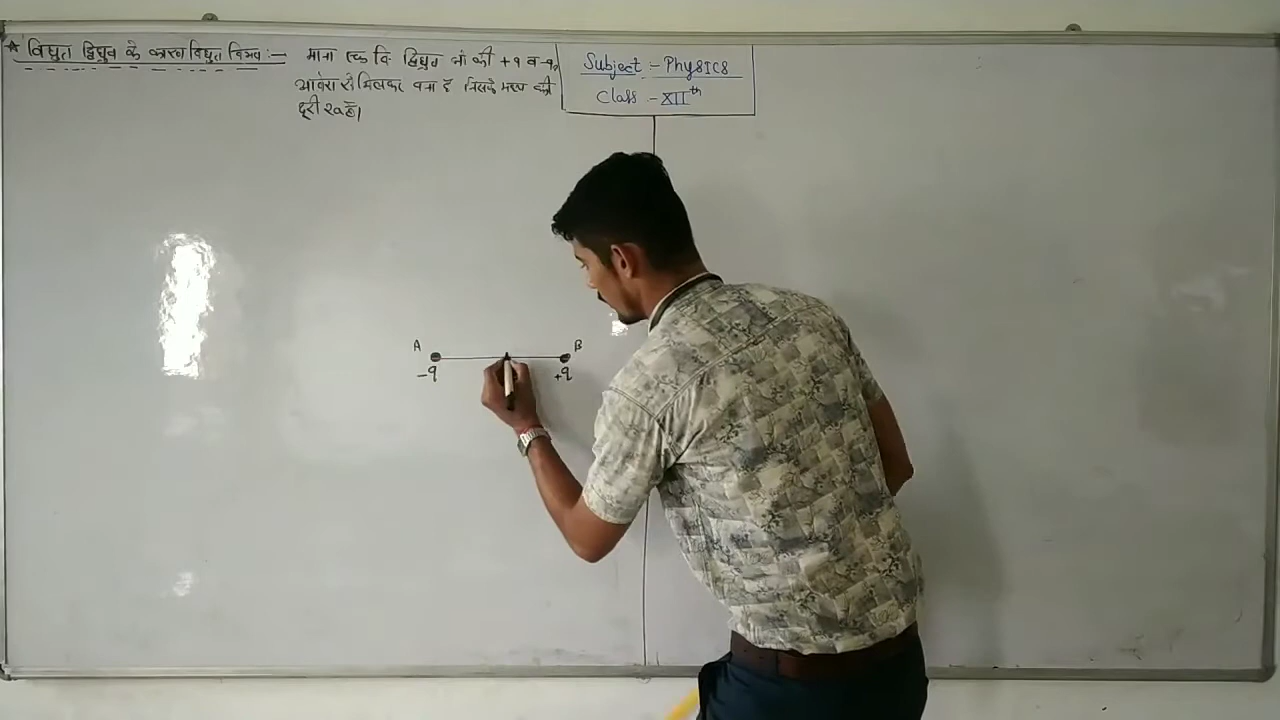 * विधुत द्विध्रुव के कारण विधुत विभव :-
माना एक वि. द्विध्रुव जो की +q व -q
आवेश से मिलकर बना है जिसके मध्य की
दूरी 2a है।
Subject - PhySICS
Class - XIIth
A B
-q +q